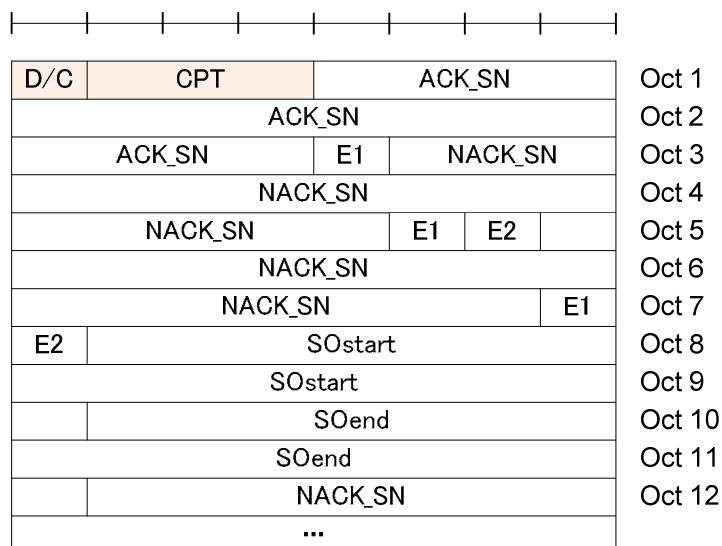 D/C CPT ACK_SN Oct 1
ACK_SN Oct 2
ACK_SN E1 NACK_SN Oct 3
NACK_SN Oct 4
NACK_SN E1 E2 Oct 5
NACK_SN Oct 6
NACK_SN E1 Oct 7
E2 SOstart Oct 8
SOstart Oct 9
SOend Oct 10
SOend Oct 11
NACK_SN Oct 12
...